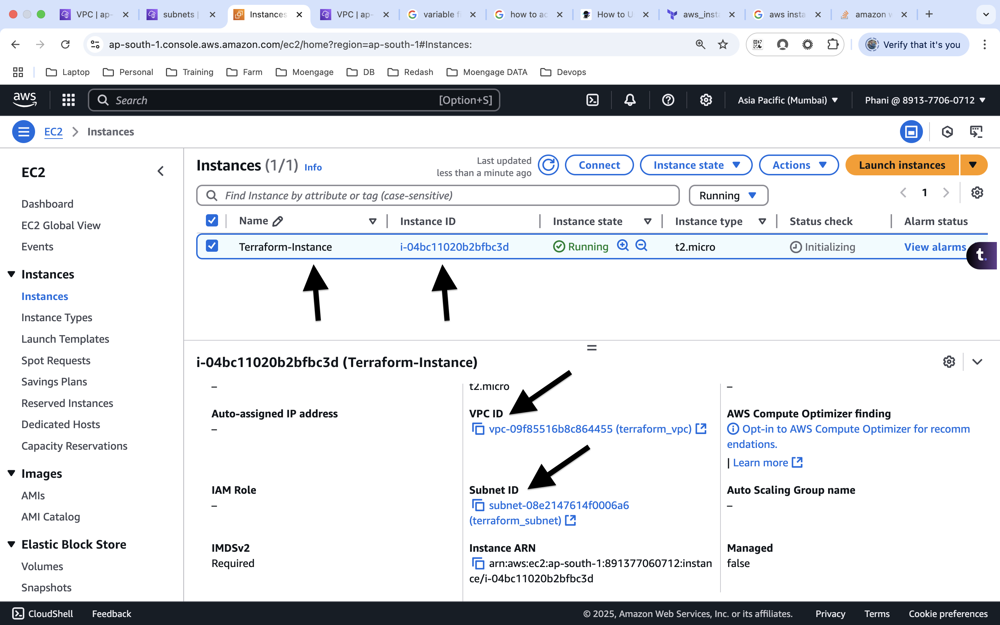 VPC | ap-
subnets |
Instances
VPC | ap-
variable fi
how to ac
How to U
aws_insta
aws insta
amazon w
ap-south-1.console.aws.amazon.com/ec2/home?region=ap-south-1#Instances:
Verify that it's you
Laptop
Personal
Training
Farm
Moengage
DB
Redash
Moengage DATA
Devops
aws
Search
[Option+S]
Asia Pacific (Mumbai)
Phani @ 8913-7706-0712
EC2
Instances
EC2
Dashboard
EC2 Global View
Events
Instances
Instances
Instance Types
Launch Templates
Spot Requests
Savings Plans
Reserved Instances
Dedicated Hosts
Capacity Reservations
Images
AMIs
AMI Catalog
Elastic Block Store
Volumes
Snapshots
Instances (1/1) Info
Last updated
less than a minute ago
Connect
Instance state
Actions
Launch instances
Find Instance by attribute or tag (case-sensitive)
Running
1
Name
Instance ID
Instance state
Instance type
Status check
Alarm status
Terraform-Instance
i-04bc11020b2bfbc3d
Running
t2.micro
Initializing
View alarms
t.
i-04bc11020b2bfbc3d (Terraform-Instance)
–
t2.micro
–
Auto-assigned IP address
–
VPC ID
vpc-09f85516b8c864455 (terraform_vpc)
AWS Compute Optimizer finding
Opt-in to AWS Compute Optimizer for recomm
endations.
| Learn more
IAM Role
–
Subnet ID
subnet-08e2147614f0006a6
(terraform_subnet)
Auto Scaling Group name
–
IMDSv2
Required
Instance ARN
arn:aws:ec2:ap-south-1:891377060712:instan
ce/i-04bc11020b2bfbc3d
Managed
false
CloudShell
Feedback
© 2025, Amazon Web Services, Inc. or its affiliates.
Privacy
Terms
Cookie preferences